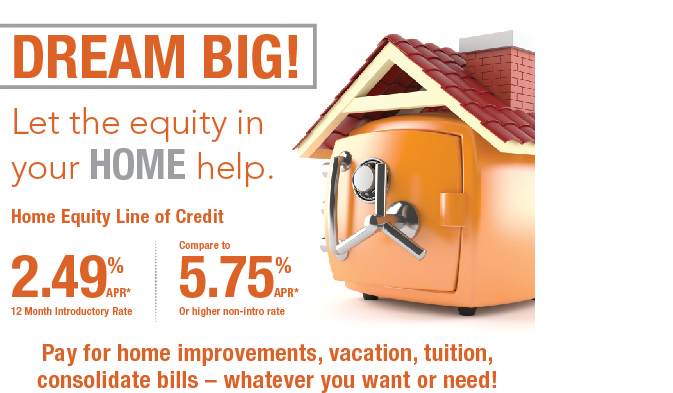 DREAM BIG!
Let the equity in
your HOME help.
Home Equity Line of Credit
2.49% APR*
12 Month Introductory Rate
Compare to
5.75% APR*
Or higher non-intro rate
Pay for home improvements, vacation, tuition,
consolidate bills – whatever you want or need!